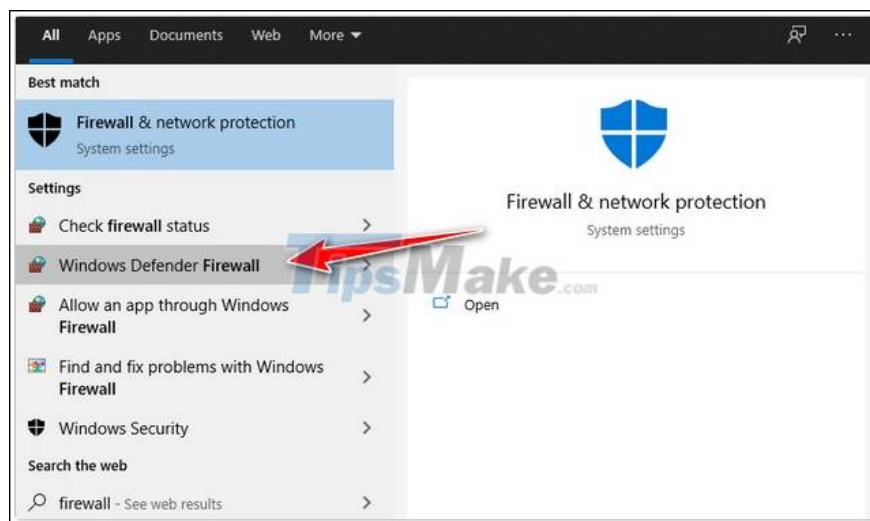 All Apps Documents Web More
Best match
Firewall & network protection
System settings
Settings
Check firewall status
Windows Defender Firewall
Allow an app through Windows
Firewall
Find and fix problems with Windows
Firewall
Windows Security
Search the web
firewall - See web results
Firewall & network protection
System settings
Open
TipsMake.com